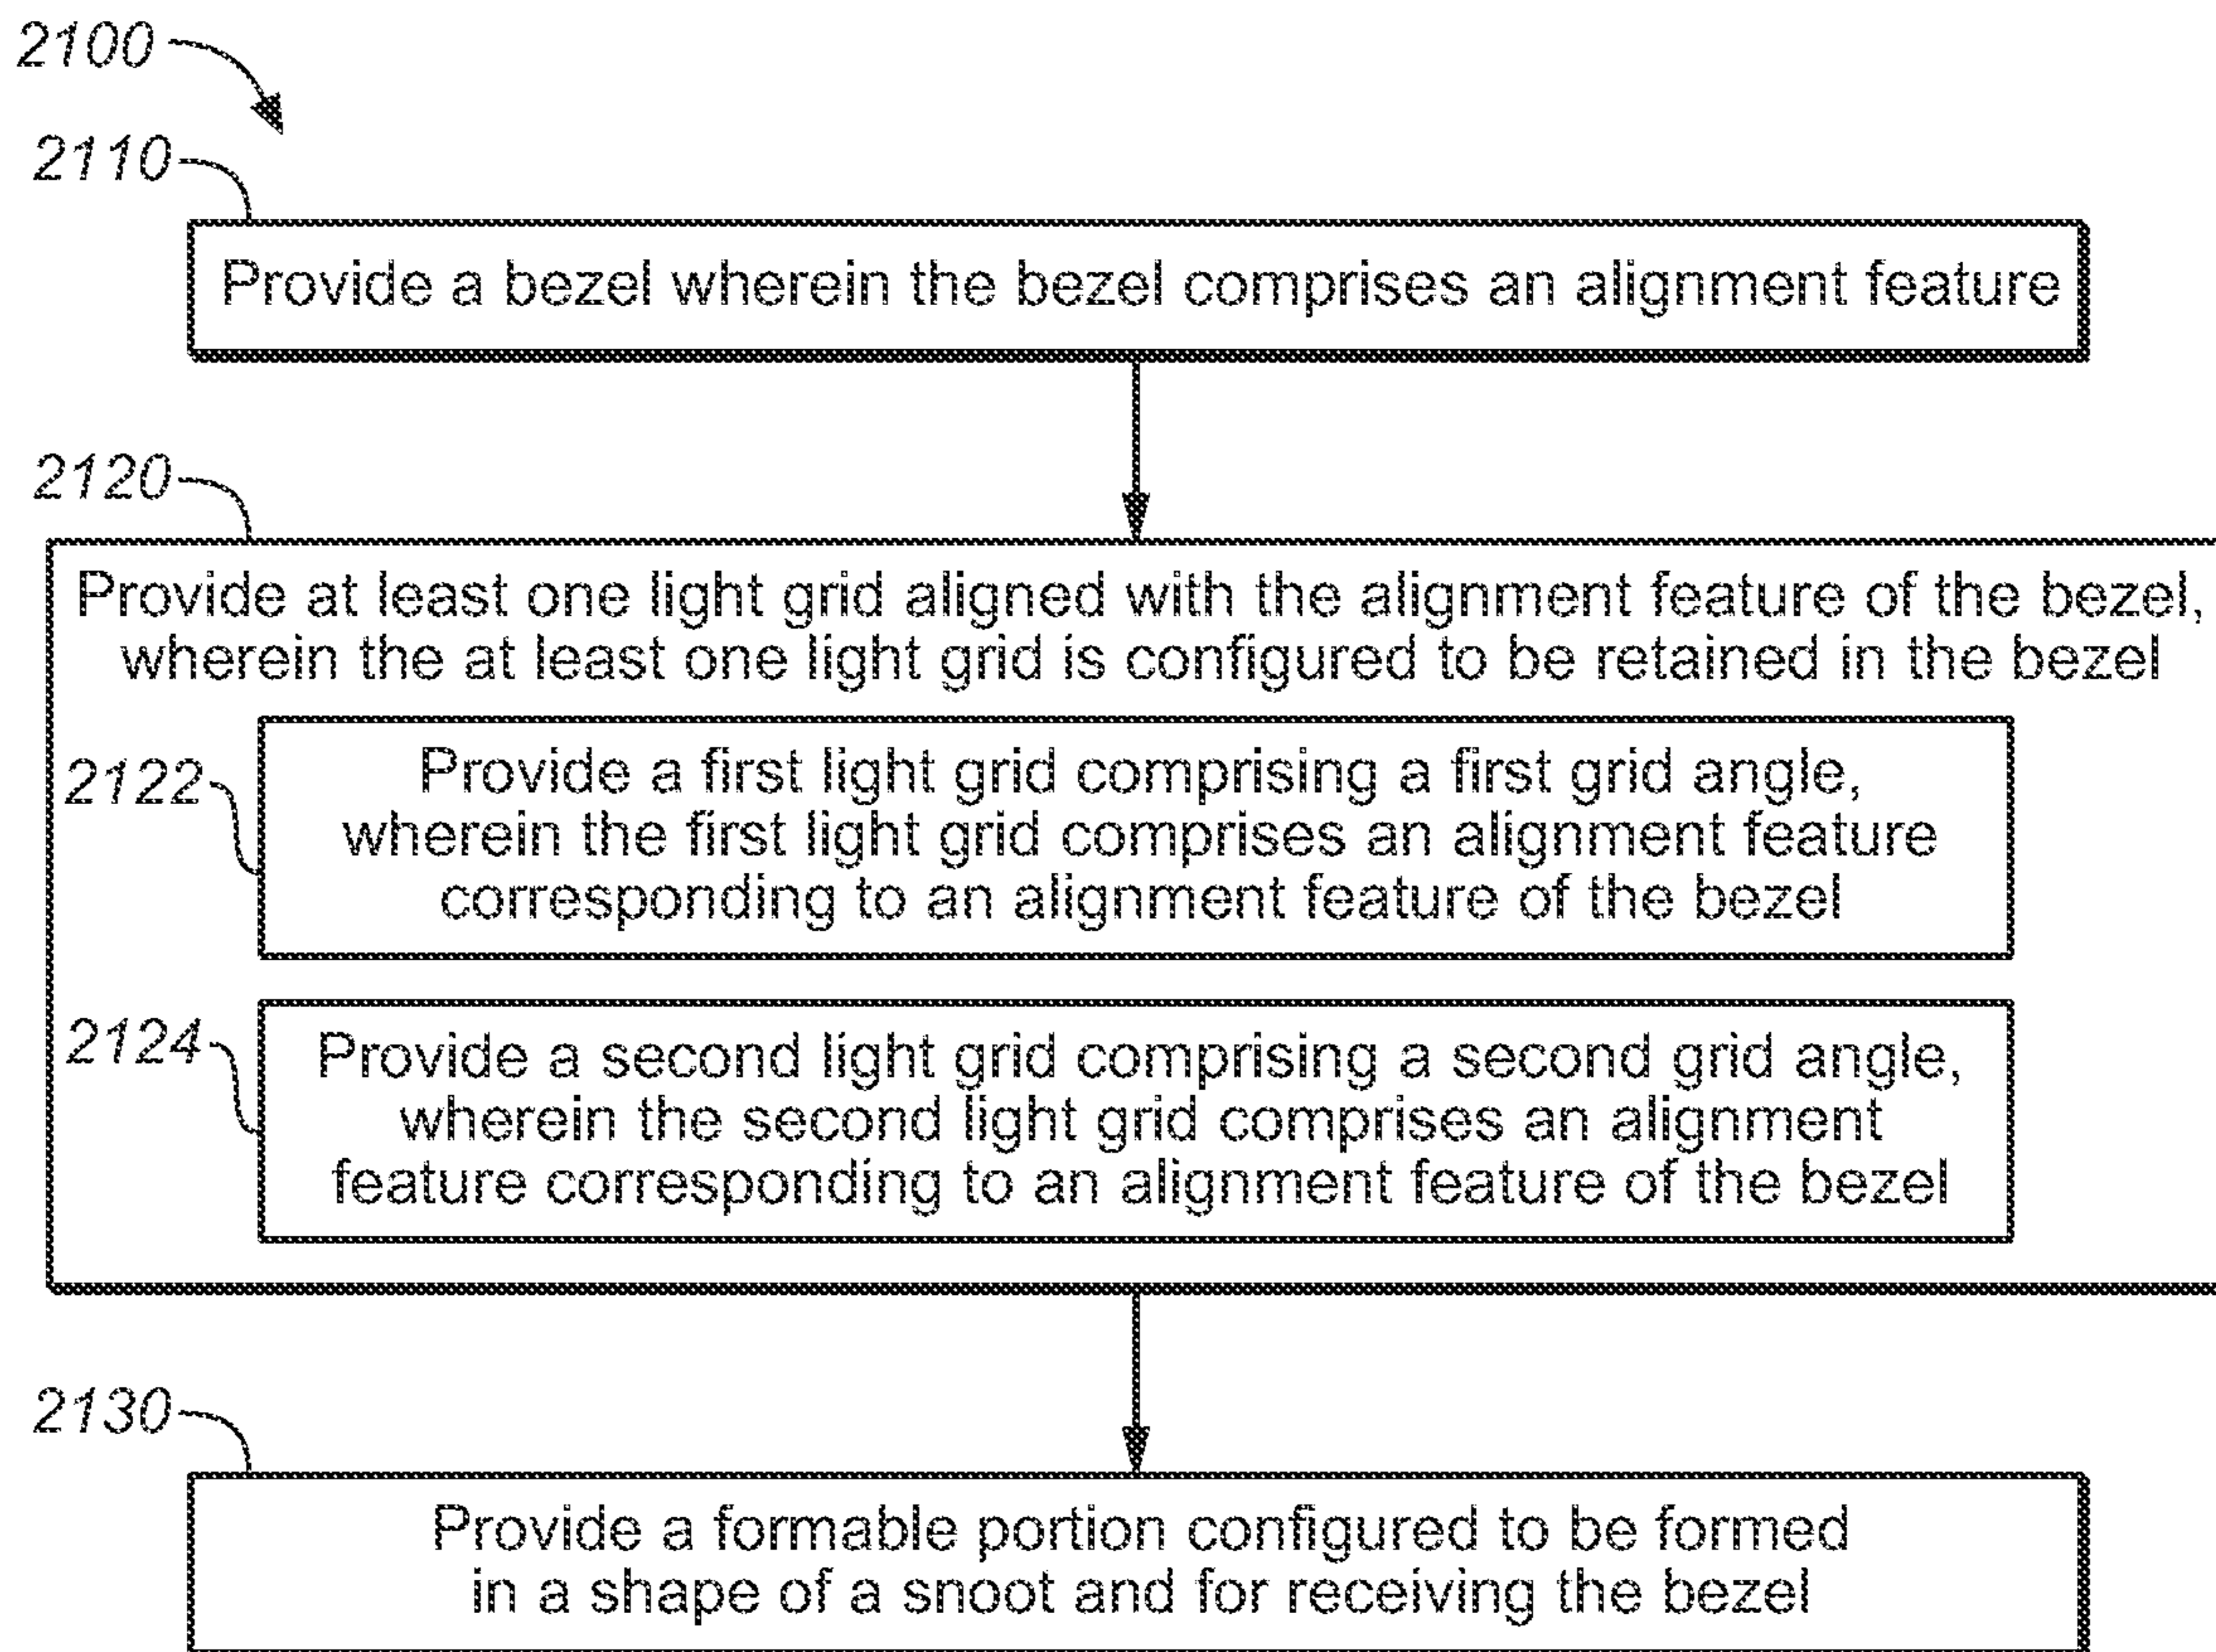 2100
2110
Provide a bezel wherein the bezel comprises an alignment feature
2120
Provide at least one light grid aligned with the alignment feature of the bezel,
wherein the at least one light grid is configured to be retained in the bezel
2122
Provide a first light grid comprising a first grid angle,
wherein the first light grid comprises an alignment feature
corresponding to an alignment feature of the bezel
2124
Provide a second light grid comprising a second grid angle,
wherein the second light grid comprises an alignment
feature corresponding to an alignment feature of the bezel
2130
Provide a formable portion configured to be formed
in a shape of a snoot and for receiving the bezel